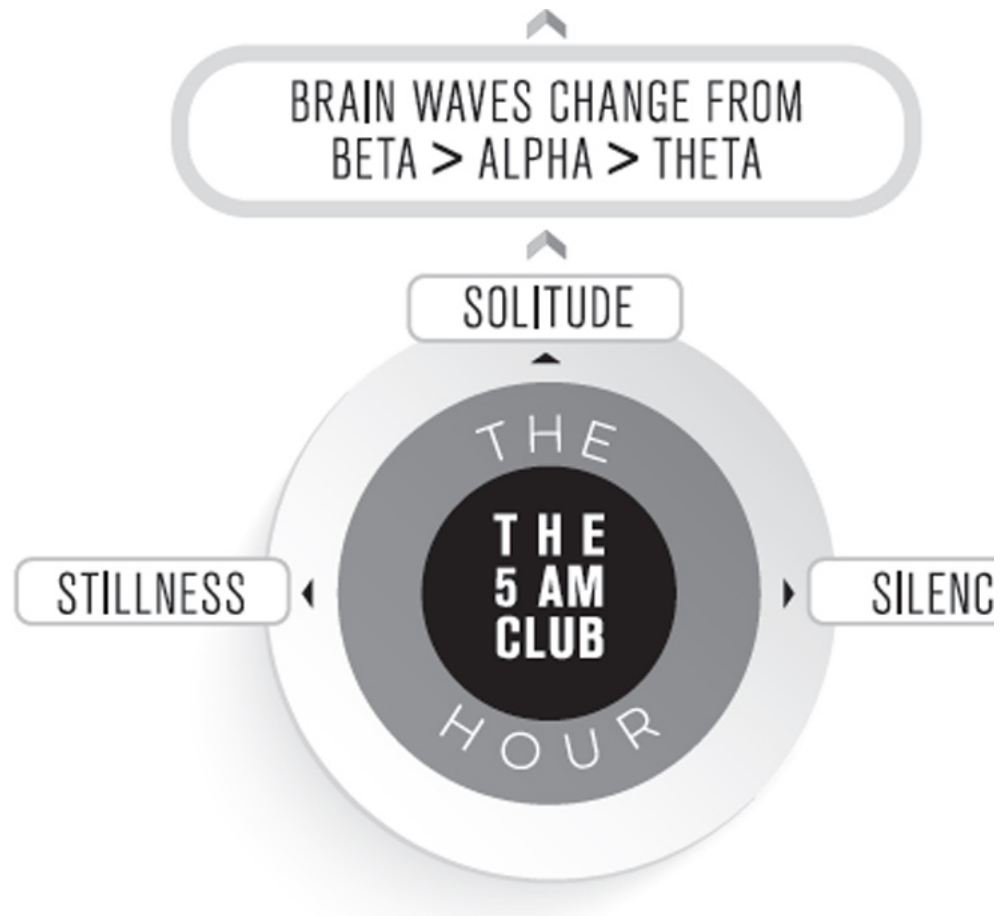 BRAIN WAVES CHANGE FROM
BETA > ALPHA > THETA
SOLITUDE
THE
THE
5 AM
CLUB
STILLNESS
SILENC
HOUR